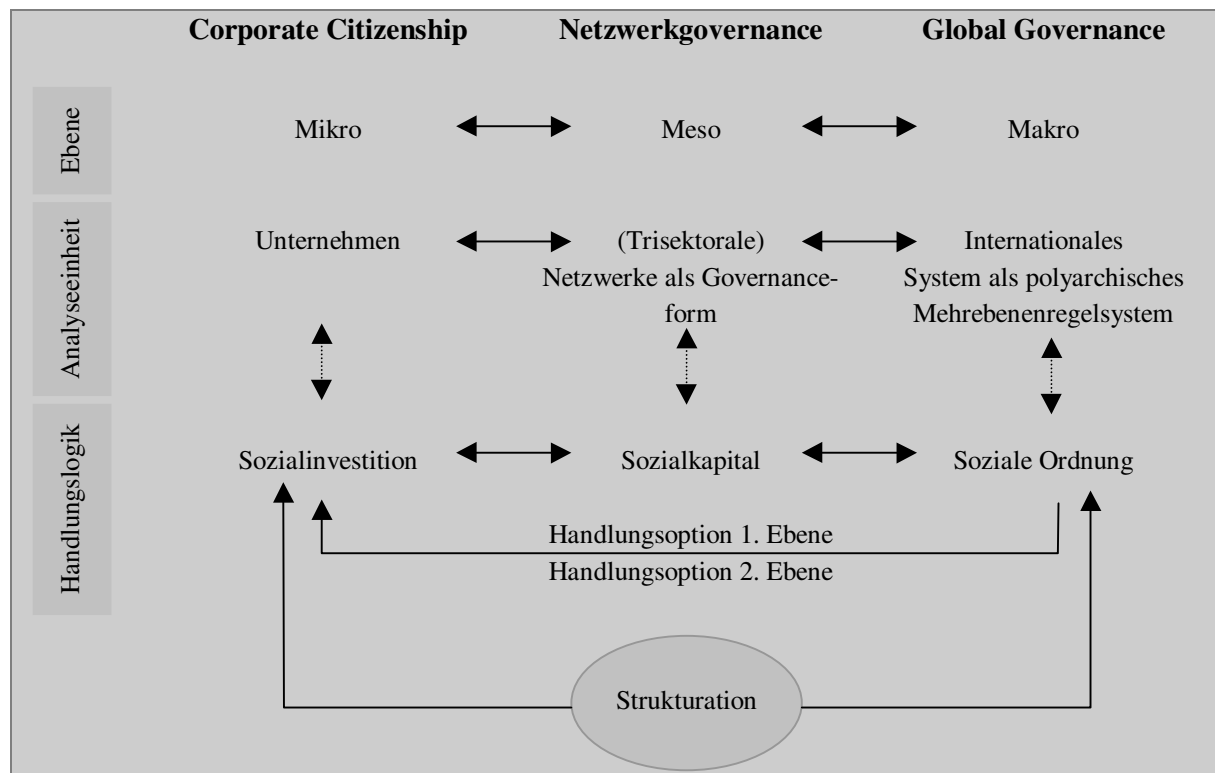 Corporate Citizenship
Netzwerkgovernance
Global Governance
Ebene
Mikro
Meso
Makro
Analyseeinheit
Unternehmen
(Trisektorale)
Netzwerke als Governance-
form
Internationales
System als polyarchisches
Mehrebenenregelsystem
Handlungslogik
Sozialinvestition
Sozialkapital
Soziale Ordnung
Handlungsoption 1. Ebene
Handlungsoption 2. Ebene
Strukturation